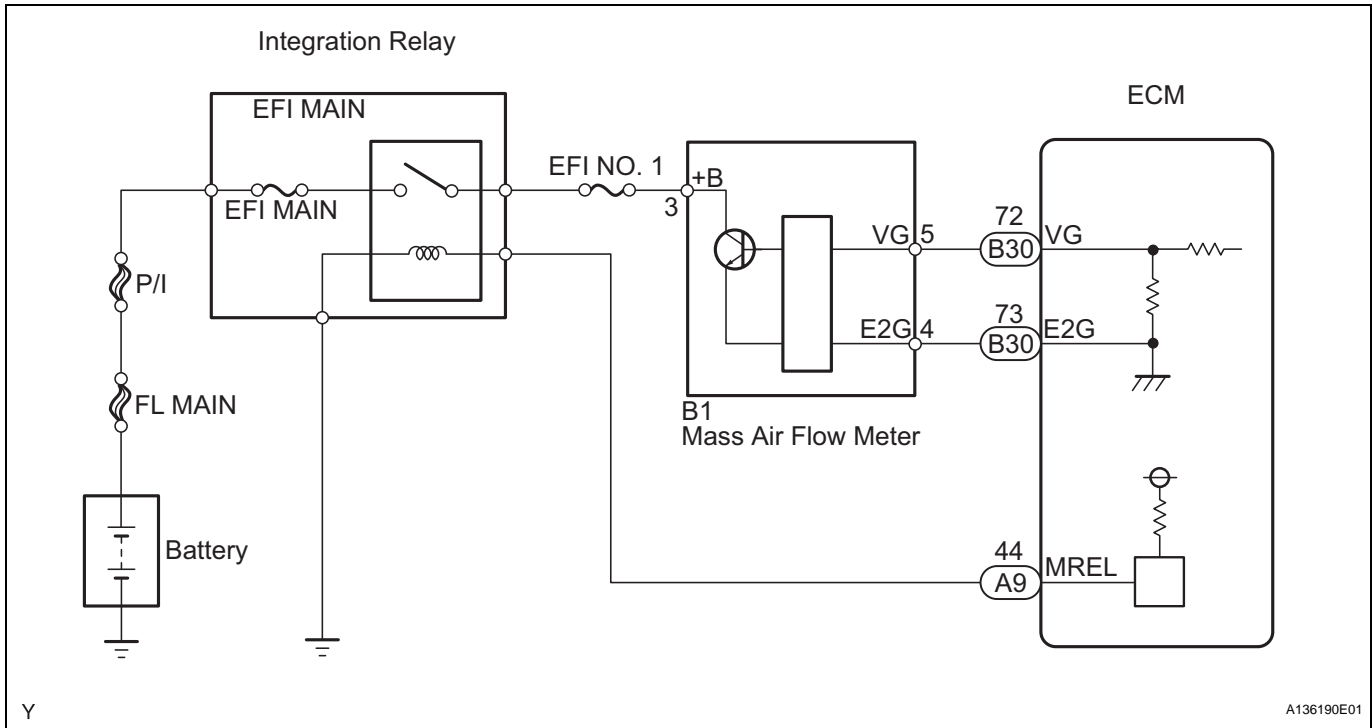 Integration Relay
ECM
EFI MAIN
EFI MAIN
EFI NO. 1
+B
3
VG 5
72
B30
VG
E2G 4
73
B30
E2G
P/I
FL MAIN
B1
Mass Air Flow Meter
Battery
44
A9
MREL
Y
A136190E01